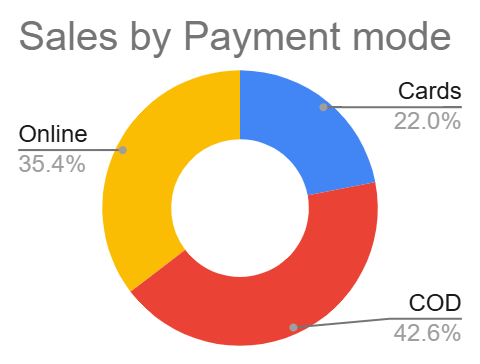 Sales by Payment mode
Cards
22.0%
Online
35.4%
COD
42.6%